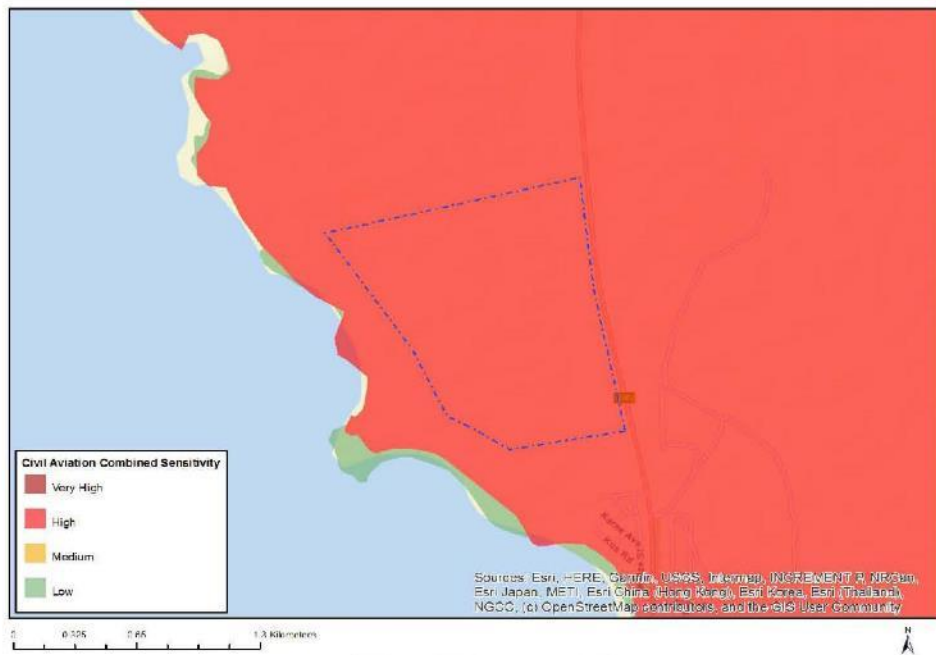 Civil Aviation Combined Sensitivity
Very High
High
Medium
Low
Sources: Esri, HERE, Garmin, USGS, Intermap, INCREMENT P, NRCan,
Esri Japan, METI, Esri China (Hong Kong), Esri Korea, Esri (Thailand),
NGCC, (c) OpenStreetMap contributors, and the GIS User Community
0 0.325 0.65 1.3 Kilometers
N